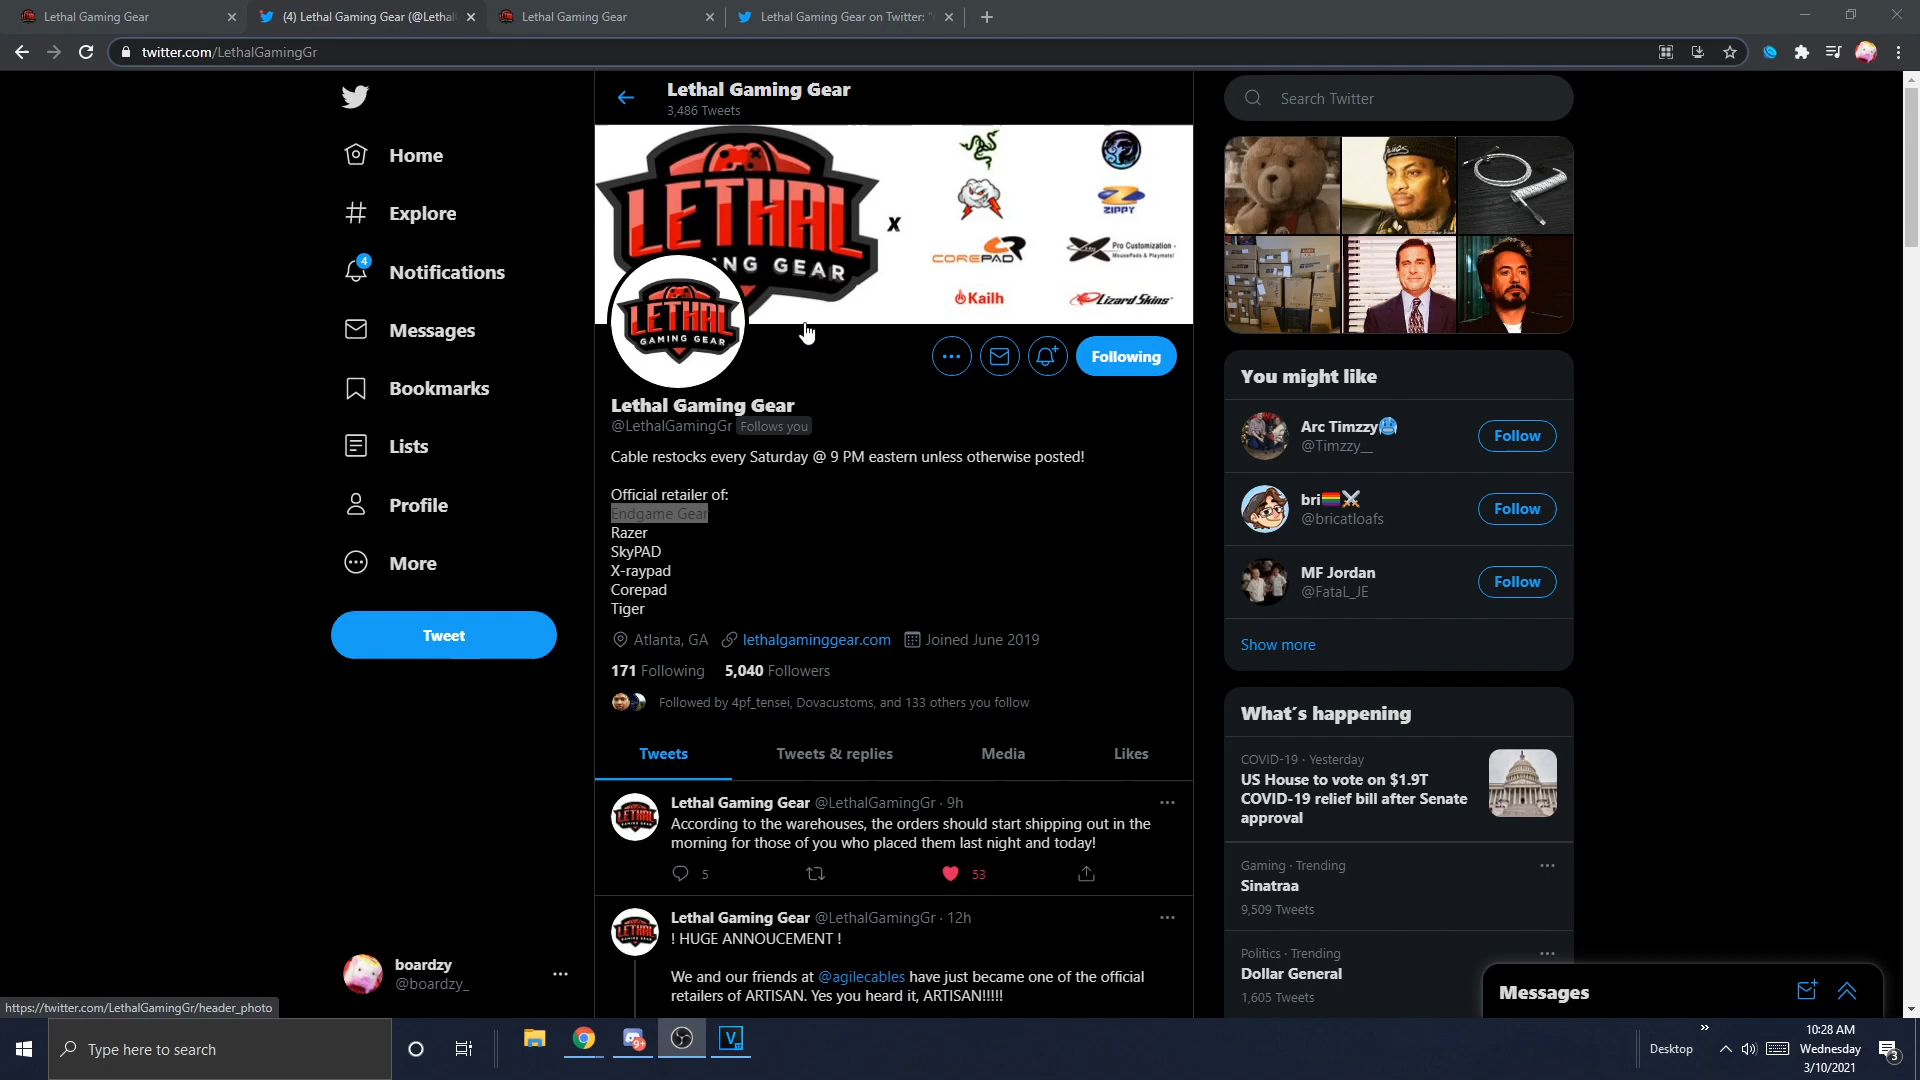 Lethal Gaming Gear
(4) Lethal Gaming Gear (@Lethal
Lethal Gaming Gear
Lethal Gaming Gear on Twitter: "
twitter.com/LethalGamingGr
Home
Explore
4
Notifications
Messages
Bookmarks
Lists
Profile
More
Tweet
boardzy
@boardzy_
Lethal Gaming Gear
3,486 Tweets
LETHAL
NG GEAR
x
ZIPPY
COREPAD
Pro Customization
MousePads & Playmats!
Kailh
Lizard Skins
LETHAL
GAMING GEAR
Following
Lethal Gaming Gear
@LethalGamingGr Follows you
Cable restocks every Saturday @ 9 PM eastern unless otherwise posted!
Official retailer of:
Endgame Gear
Razer
SkyPAD
X-raypad
Corepad
Tiger
Atlanta, GA lethalgaminggear.com Joined June 2019
171 Following 5,040 Followers
Followed by 4pf_tensei, Dovacustoms, and 133 others you follow
Tweets Tweets & replies Media Likes
LETHAL
Lethal Gaming Gear @LethalGamingGr · 9h
According to the warehouses, the orders should start shipping out in the
morning for those of you who placed them last night and today!
5 53
LETHAL
Lethal Gaming Gear @LethalGamingGr · 12h
! HUGE ANNOUCEMENT !
We and our friends at @agilecables have just became one of the official
retailers of ARTISAN. Yes you heard it, ARTISAN!!!!!
Search Twitter
You might like
Arc Timzzy🥶
@Timzzy__
Follow
bri🏳️‍🌈⚔
@bricatloafs
Follow
MF Jordan
@FataL_JE
Follow
Show more
What's happening
COVID-19 · Yesterday
US House to vote on $1.9T
COVID-19 relief bill after Senate
approval
Gaming · Trending
Sinatraa
9,509 Tweets
Politics · Trending
Dollar General
1,605 Tweets
Messages
https://twitter.com/LethalGamingGr/header_photo
Type here to search
9+
V
Desktop
10:28 AM
Wednesday
3/10/2021
3